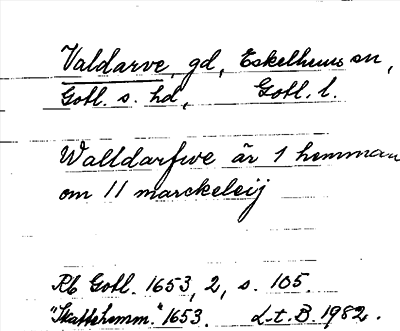 Valdarve, gd, Eskelhems sn,
Gotl. s. hd, Gotl. l.
Walldarfwe är 1 hemman
om 11 marckeleij
Rb Gotl. 1653, 2, s. 105.
"Skattehemm." 1653. L.t.B. 1982.